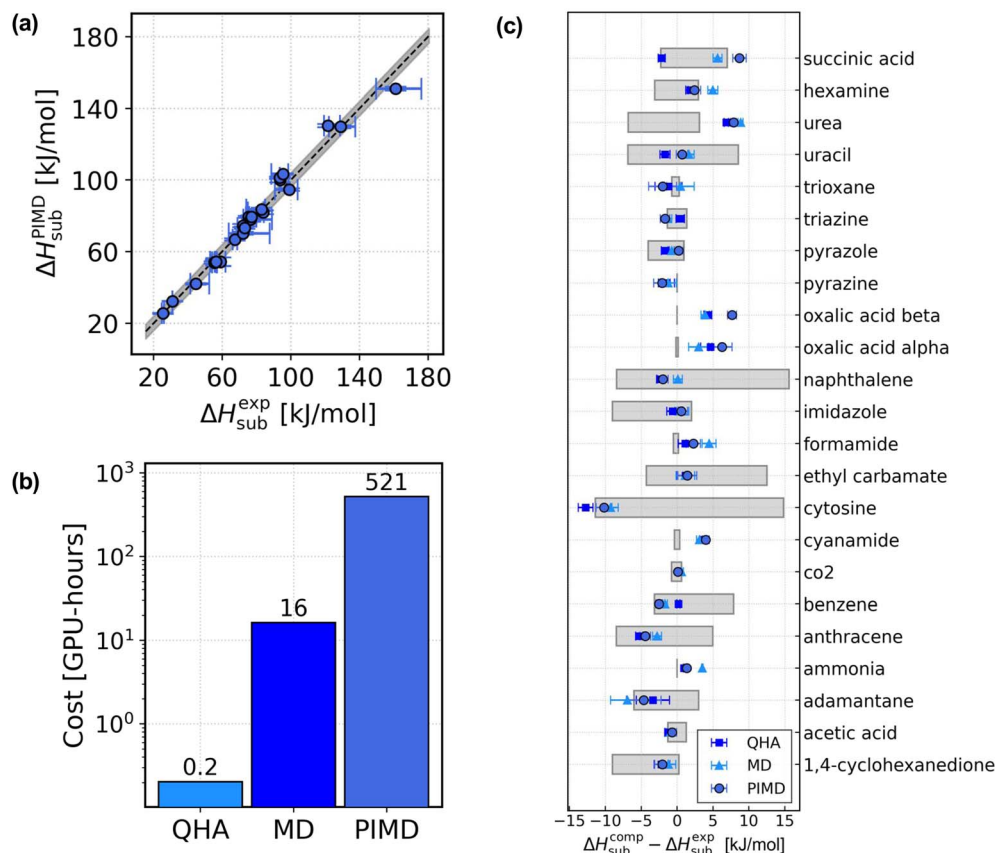 (a)
180
140
100
60
20
ΔH_sub^PIMD [kJ/mol]
20 60 100 140 180
ΔH_sub^exp [kJ/mol]
(b)
10^3
10^2
10^1
10^0
Cost [GPU-hours]
0.2
16
521
QHA MD PIMD
(c)
succinic acid
hexamine
urea
uracil
trioxane
triazine
pyrazole
pyrazine
oxalic acid beta
oxalic acid alpha
naphthalene
imidazole
formamide
ethyl carbamate
cytosine
cyanamide
co2
benzene
anthracene
ammonia
adamantane
acetic acid
1,4-cyclohexanedione
QHA
MD
PIMD
−15 −10 −5 0 5 10 15
ΔH_sub^comp − ΔH_sub^exp [kJ/mol]